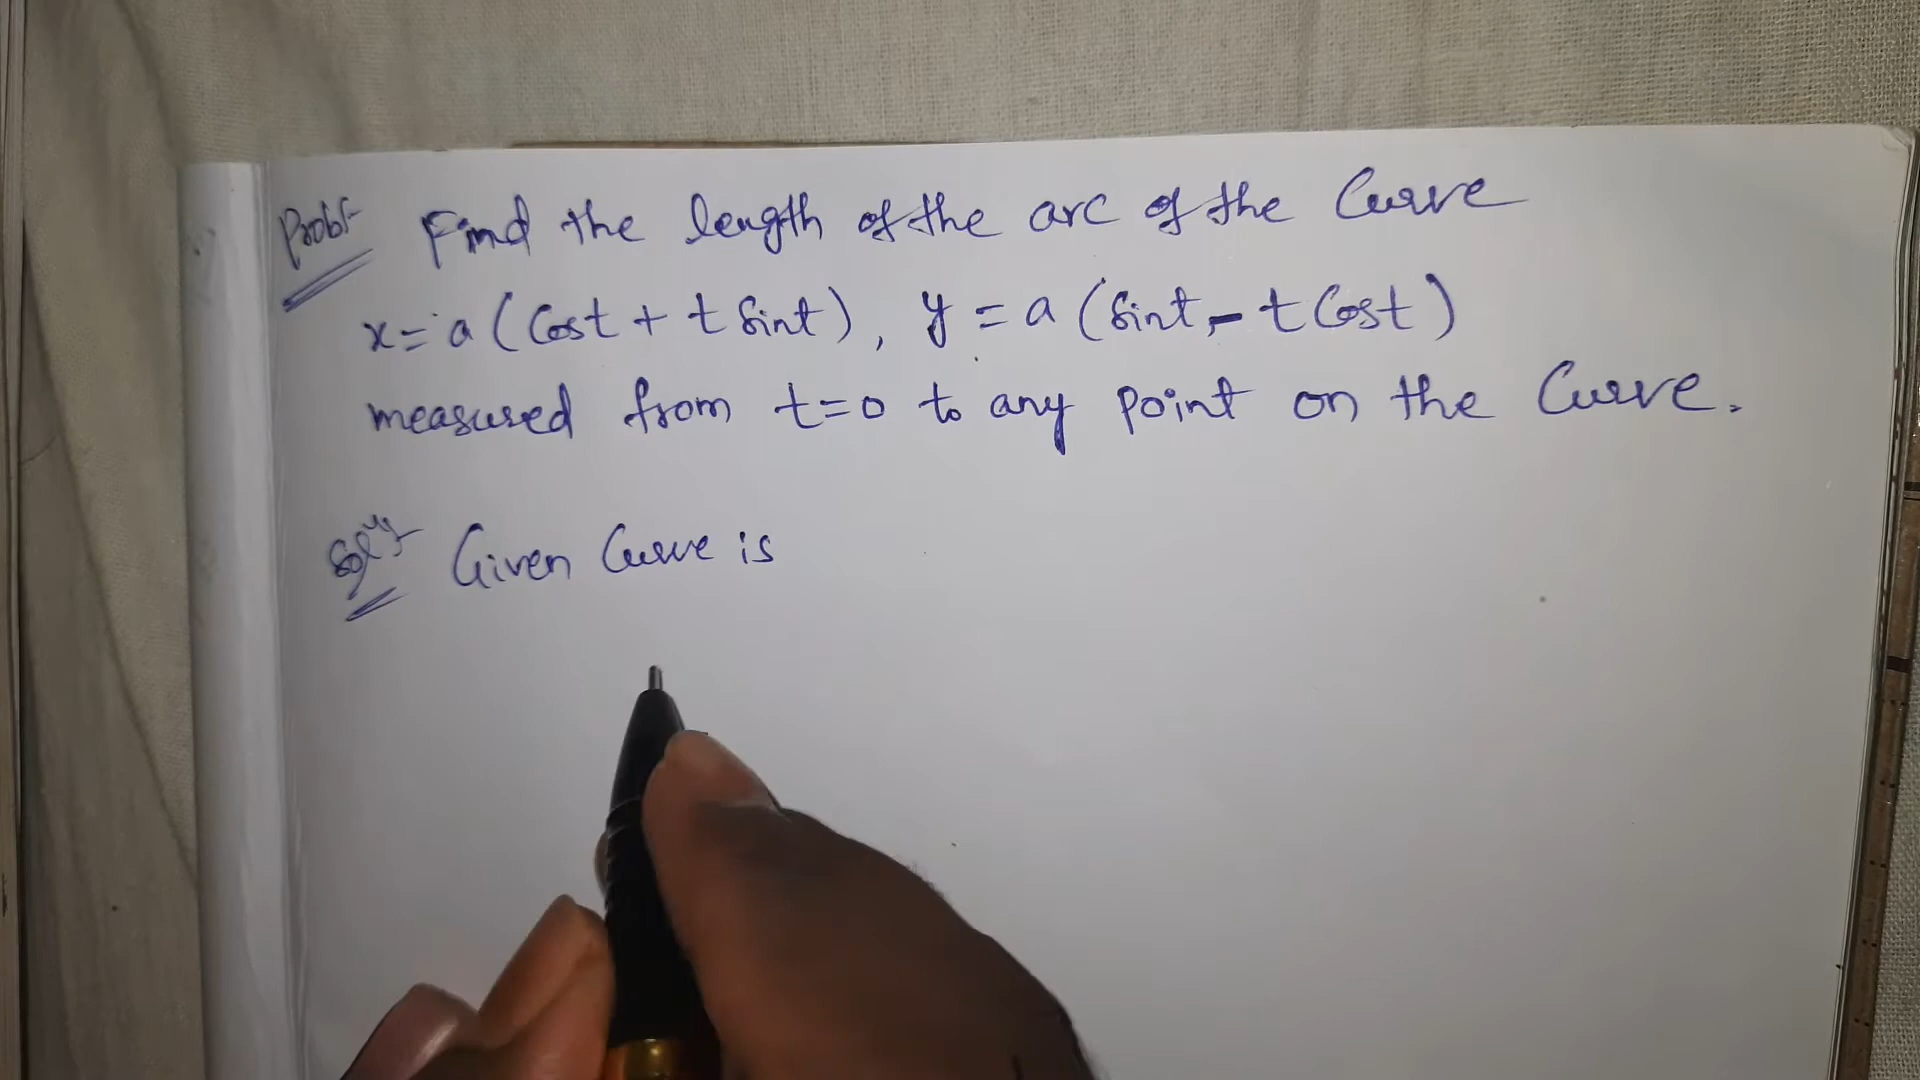 Prob:- Find the length of the arc of the Curve
x = a (Cost + t Sint), y = a (Sint - t Cost)
measured from t=0 to any point on the Curve.
Given Curve is